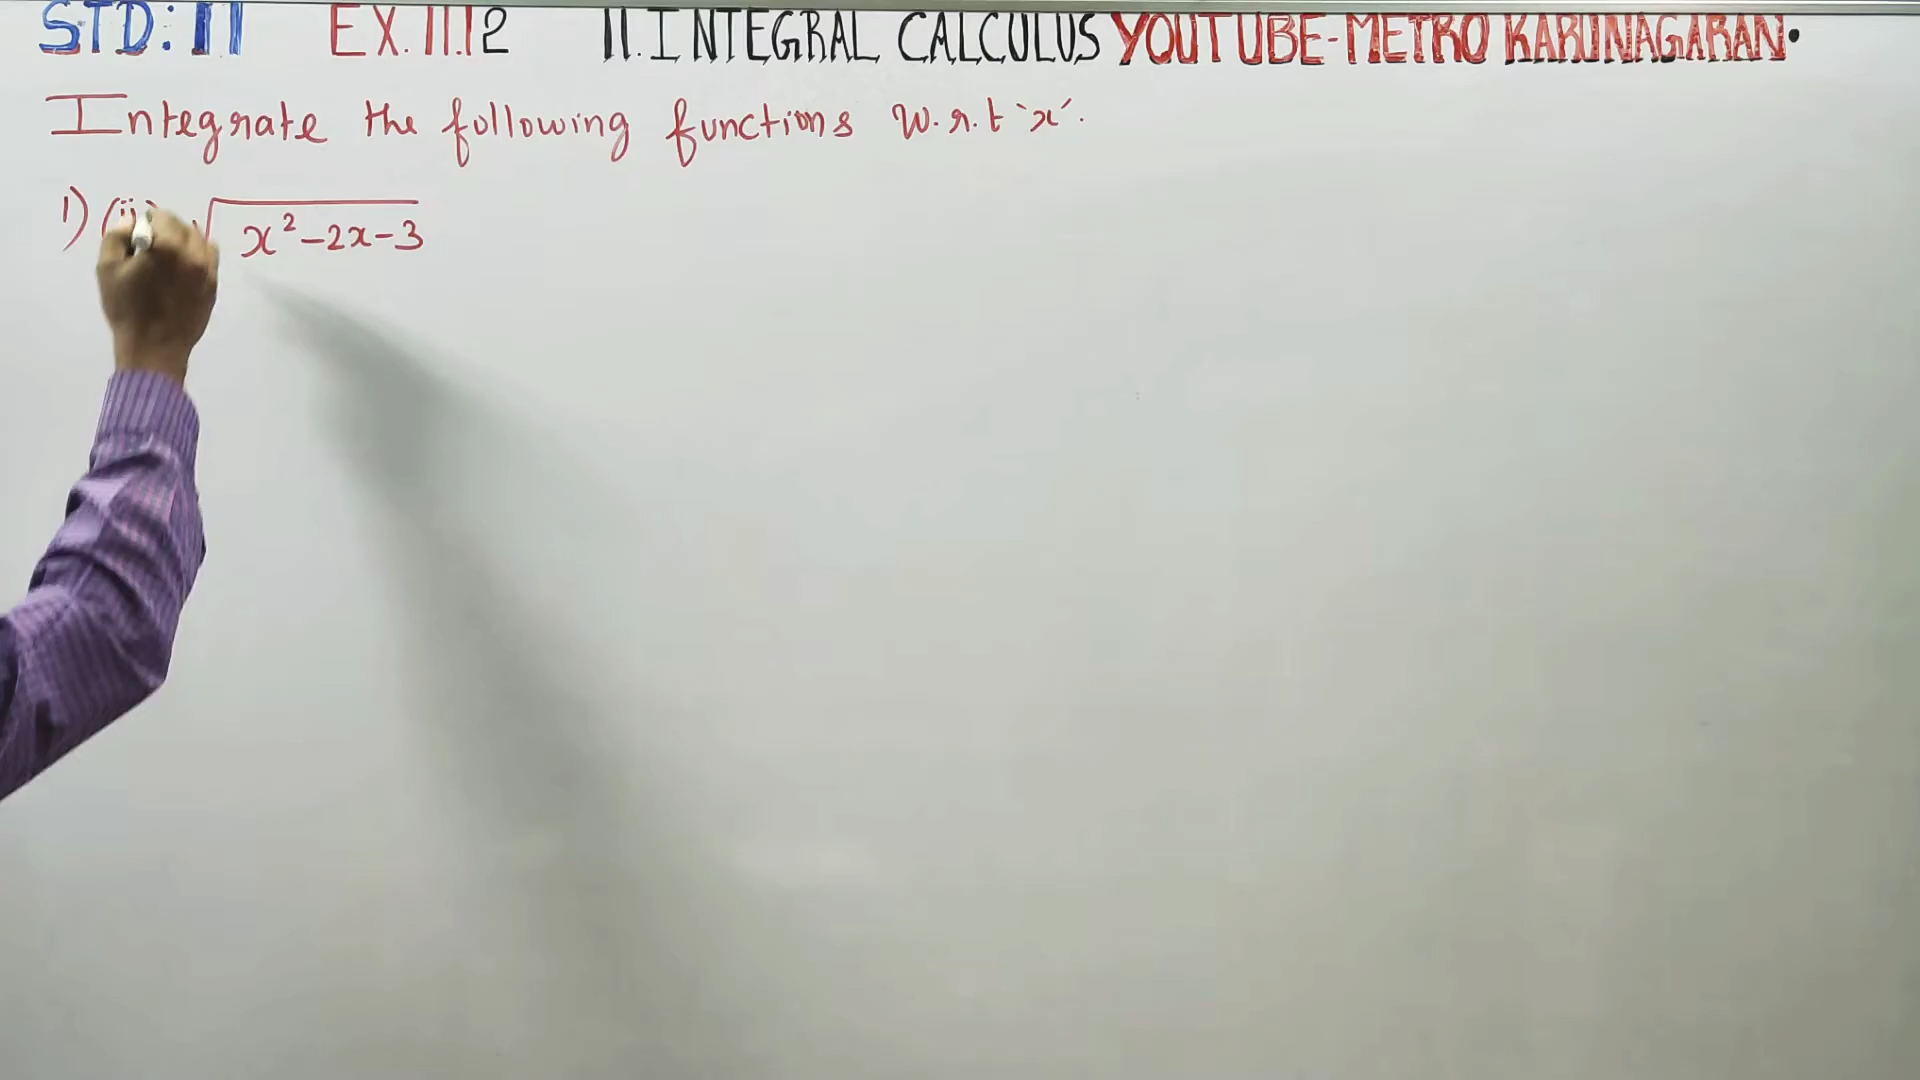 STD: 11 EX. 11.12 11. INTEGRAL CALCULUS YOUTUBE-METRO KARUNAGARAN.
Integrate the following functions w.r.t 'x'.
1) (ii) √x²-2x-3